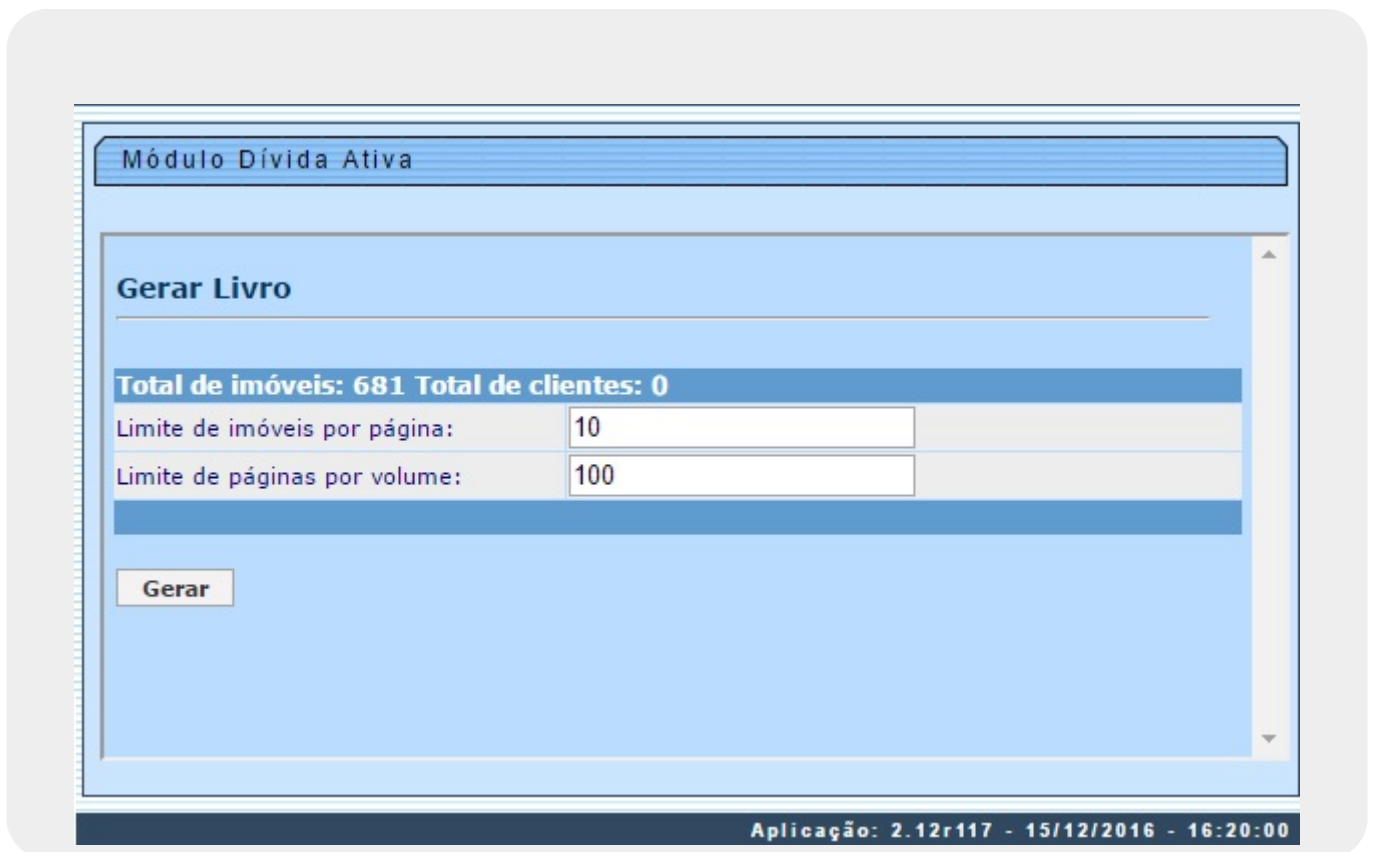 Módulo Dívida Ativa
Gerar Livro
Total de imóveis: 681 Total de clientes: 0
Limite de imóveis por página: 10
Limite de páginas por volume: 100
Gerar
Aplicação: 2.12r117 - 15/12/2016 - 16:20:00